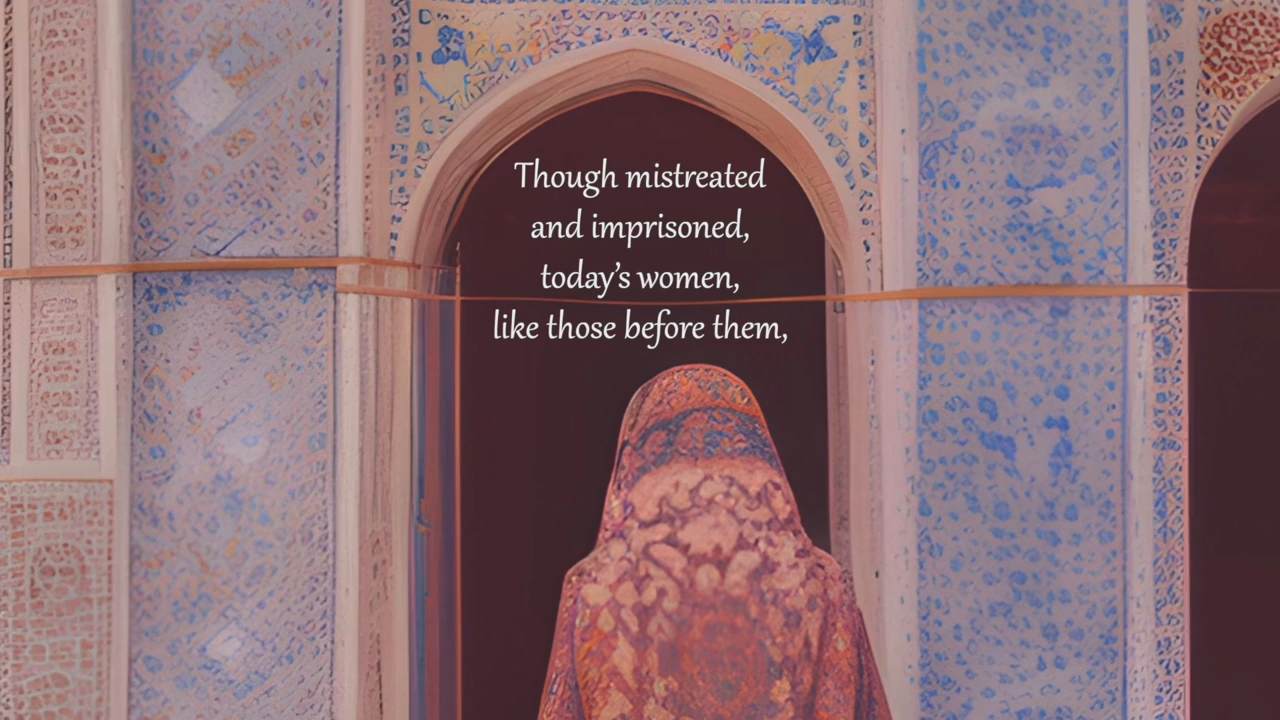 Though mistreated
and imprisoned,
today’s women,
like those before them,